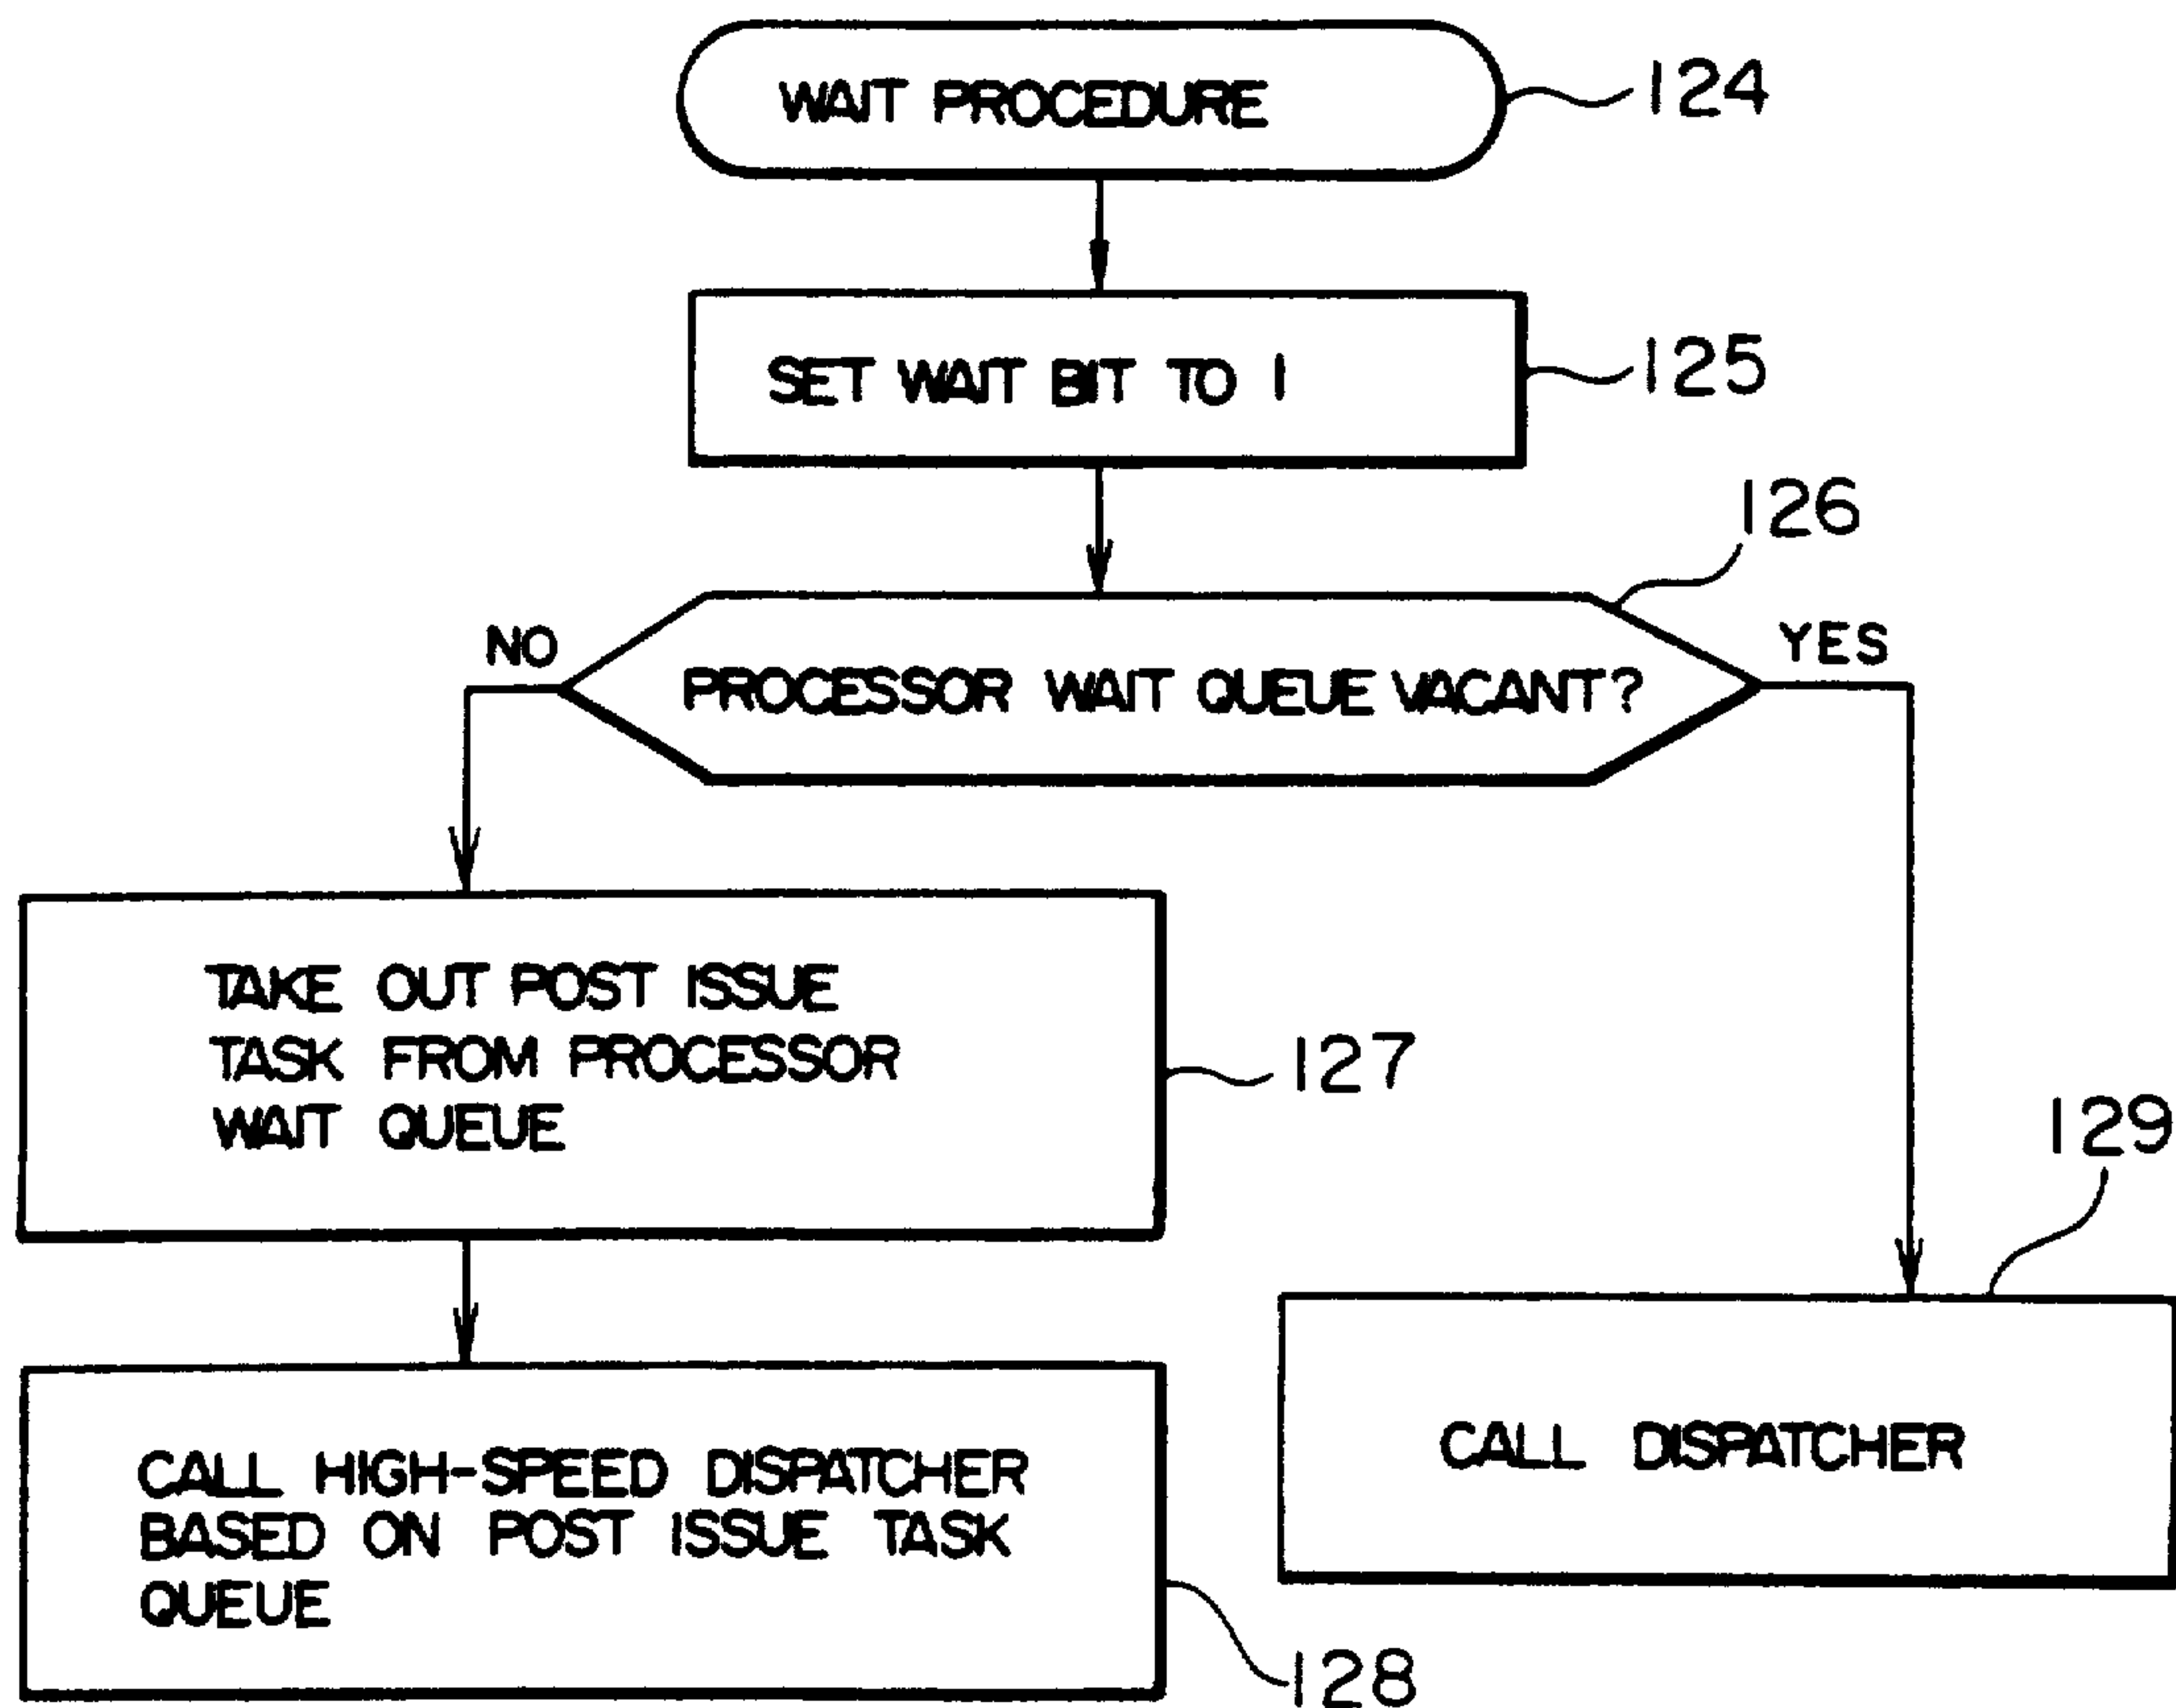 WAIT PROCEDURE
124
SET WAIT BIT TO 1
125
126
NO
YES
PROCESSOR WAIT QUEUE VACANT?
TAKE OUT POST ISSUE
TASK FROM PROCESSOR
WAIT QUEUE
127
129
CALL DISPATCHER
CALL HIGH-SPEED DISPATCHER
BASED ON POST ISSUE TASK
QUEUE
128